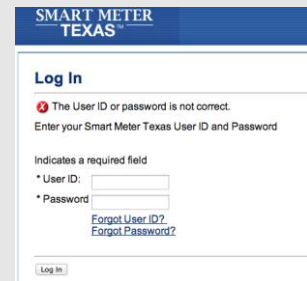 SMART METER
TEXAS™
Log In
The User ID or password is not correct.
Enter your Smart Meter Texas User ID and Password
Indicates a required field
* User ID:
* Password
Forgot User ID?
Forgot Password?
Log In